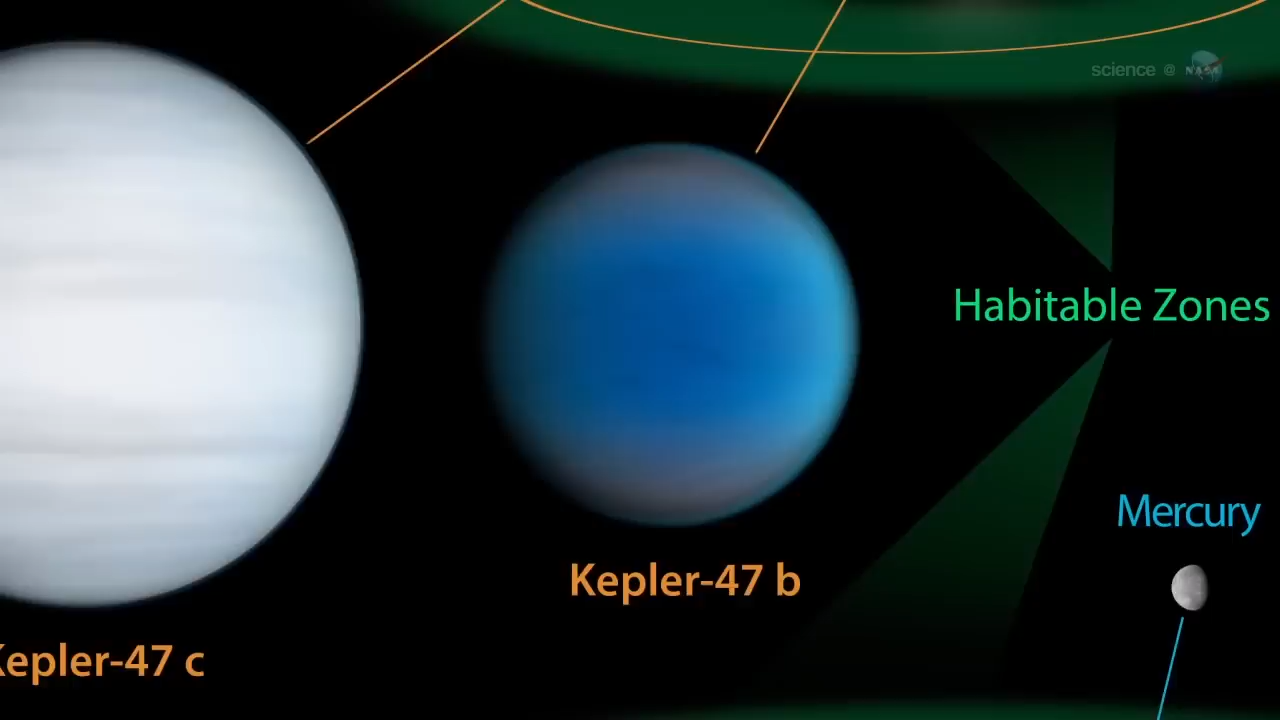 science @ NASA
Habitable Zones
Mercury
Kepler-47 b
Kepler-47 c